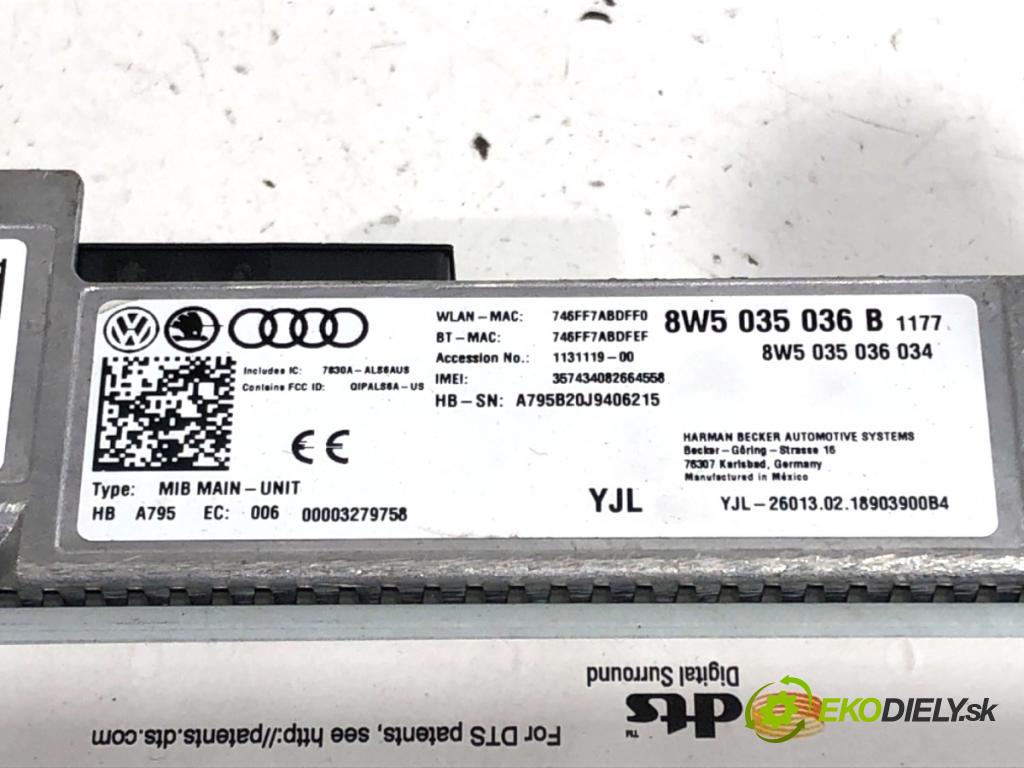 WLAN-MAC: 746FF7ABDFF0
BT-MAC: 746FF7ABDFEF
Accession No.: 1131119-00
IMEI: 357434082664558
HB-SN: A795B20J9406215
8W5 035 036 B 1177
8W5 035 036 034
Includes IC: 7830A-ALS6AUS
Contains FCC ID: QIPALS6A-US
CE
HARMAN BECKER AUTOMOTIVE SYSTEMS
Becker-Göring-Strasse 16
76307 Karlsbad, Germany
Manufactured in México
Type: MIB MAIN-UNIT
HB A795 EC: 006 00003279758
YJL
YJL-26013.02.18903900B4
Digital Surround
dts
TM
For DTS patents, see http://patents.dts.com
EKODIELY.sk